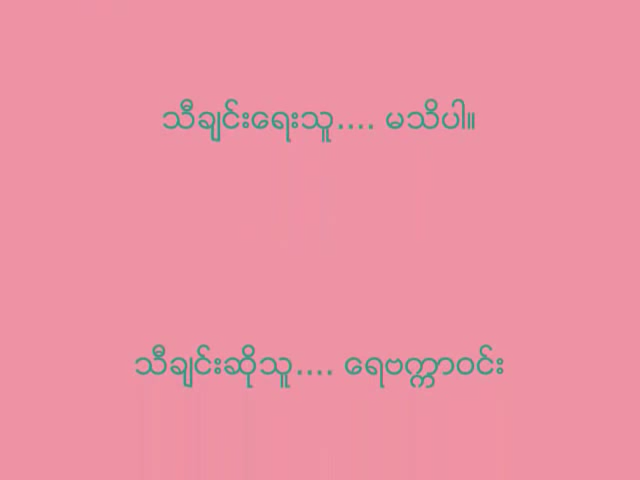 သီချင်းရေးသူ.... မသိပါ။
သီချင်းဆိုသူ.... ရေဗက္ကာဝင်း